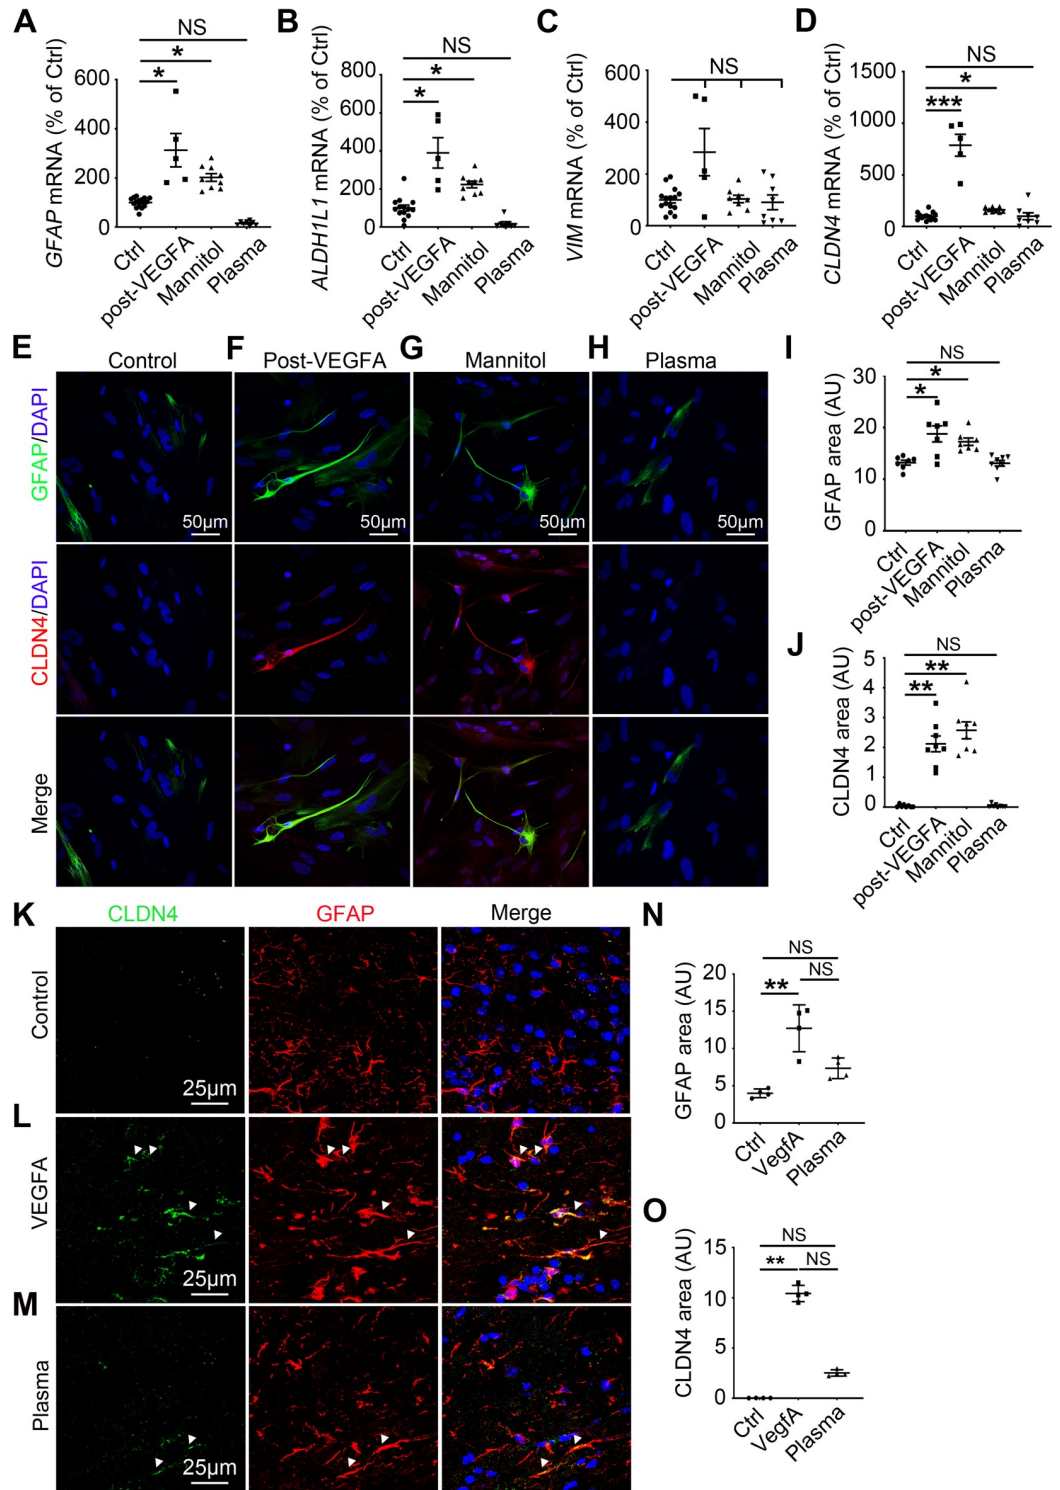 A
NS
*
*
GFAP mRNA (% of Ctrl)
600
400
200
0
Ctrl
post-VEGFA
Mannitol
Plasma
B
NS
*
*
ALDH1L1 mRNA (% of Ctrl)
800
600
400
200
0
Ctrl
post-VEGFA
Mannitol
Plasma
C
NS
VIM mRNA (% of Ctrl)
600
400
200
0
Ctrl
post-VEGFA
Mannitol
Plasma
D
NS
*
***
CLDN4 mRNA (% of Ctrl)
1500
1000
500
0
Ctrl
post-VEGFA
Mannitol
Plasma
E
Control
F
Post-VEGFA
G
Mannitol
H
Plasma
GFAP/DAPI
50µm
50µm
50µm
50µm
CLDN4/DAPI
Merge
I
NS
*
*
GFAP area (AU)
30
20
10
0
Ctrl
post-VEGFA
Mannitol
Plasma
J
NS
**
**
CLDN4 area (AU)
5
4
3
2
1
0
Ctrl
post-VEGFA
Mannitol
Plasma
K
CLDN4
GFAP
Merge
Control
25µm
L
VEGFA
25µm
M
Plasma
25µm
N
NS
NS
**
GFAP area (AU)
20
15
10
5
0
Ctrl
VegfA
Plasma
O
NS
NS
**
CLDN4 area (AU)
15
10
5
0
Ctrl
VegfA
Plasma